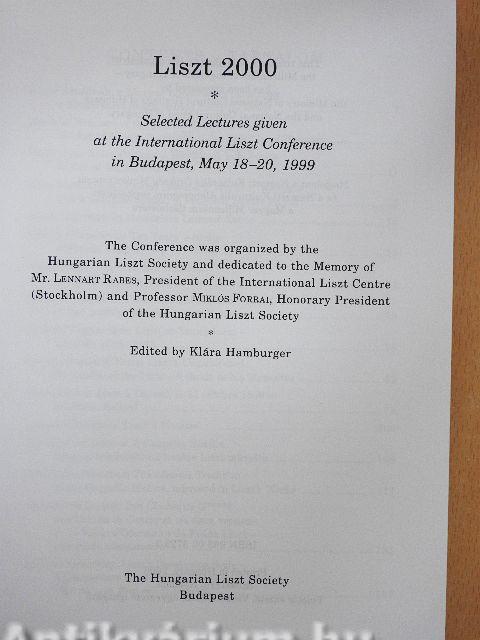 Liszt 2000
*
Selected Lectures given
at the International Liszt Conference
in Budapest, May 18–20, 1999
The Conference was organized by the
Hungarian Liszt Society and dedicated to the Memory of
Mr. LENNART RABES, President of the International Liszt Centre
(Stockholm) and Professor MIKLÓS FORRAI, Honorary President
of the Hungarian Liszt Society
*
Edited by Klára Hamburger
The Hungarian Liszt Society
Budapest
Antikvárium.hu